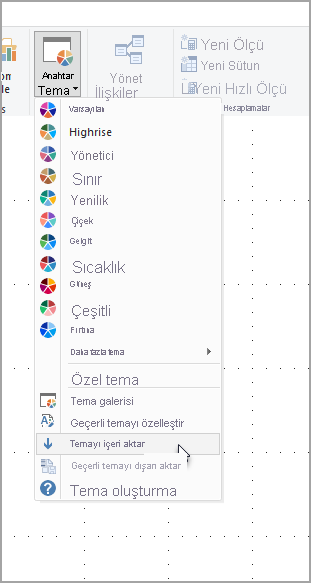 Anahtar
Tema
Yönet
İlişkiler
Yeni Ölçü
Yeni Sütun
Yeni Hızlı Ölçü
Hesaplamalar
Varsayılan
Highrise
Yönetici
Sınır
Yenilik
Çiçek
Gelgit
Sıcaklık
Güneş
Çeşitli
Fırtına
Daha fazla tema
Özel tema
Tema galerisi
Geçerli temayı özelleştir
Temayı içeri aktar
Geçerli temayı dışarı aktar
Tema oluşturma